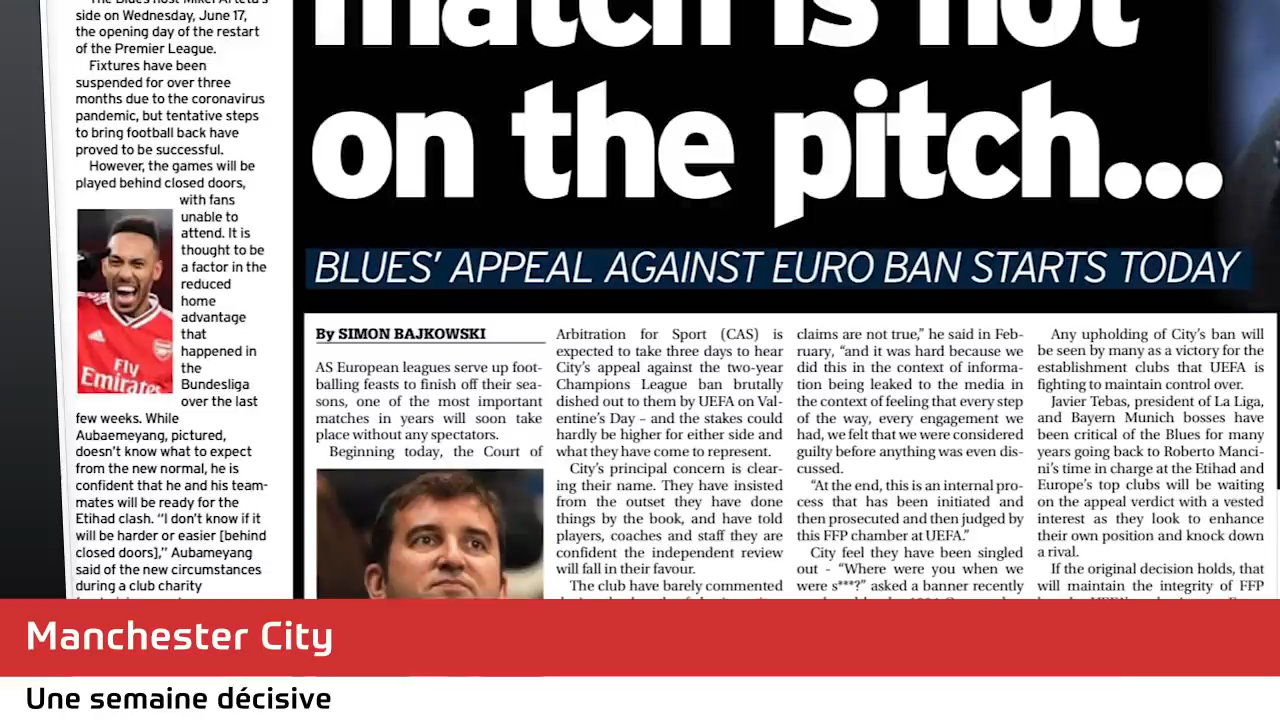 The Blues host Mikel Arteta's
side on Wednesday, June 17,
the opening day of the restart
of the Premier League.
Fixtures have been
suspended for over three
months due to the coronavirus
pandemic, but tentative steps
to bring football back have
proved to be successful.
However, the games will be
played behind closed doors,
with fans
unable to
attend. It is
thought to be
a factor in the
reduced
home
advantage
that
happened in
the
Bundesliga
over the last
few weeks. While
Aubaemeyang, pictured,
doesn't know what to expect
from the new normal, he is
confident that he and his team-
mates will be ready for the
Etihad clash. "I don't know if it
will be harder or easier [behind
closed doors]," Aubameyang
said of the new circumstances
during a club charity
Fly
Emirates
match is not
on the pitch...
BLUES' APPEAL AGAINST EURO BAN STARTS TODAY
By SIMON BAJKOWSKI
AS European leagues serve up foot-
balling feasts to finish off their sea-
sons, one of the most important
matches in years will soon take
place without any spectators.
Beginning today, the Court of
Arbitration for Sport (CAS) is
expected to take three days to hear
City's appeal against the two-year
Champions League ban brutally
dished out to them by UEFA on Val-
entine's Day – and the stakes could
hardly be higher for either side and
what they have come to represent.
City's principal concern is clear-
ing their name. They have insisted
from the outset they have done
things by the book, and have told
players, coaches and staff they are
confident the independent review
will fall in their favour.
The club have barely commented
claims are not true," he said in Feb-
ruary, "and it was hard because we
did this in the context of informa-
tion being leaked to the media in
the context of feeling that every step
of the way, every engagement we
had, we felt that we were considered
guilty before anything was even dis-
cussed.
"At the end, this is an internal pro-
cess that has been initiated and
then prosecuted and then judged by
this FFP chamber at UEFA."
City feel they have been singled
out - "Where were you when we
were s***?" asked a banner recently
Any upholding of City's ban will
be seen by many as a victory for the
establishment clubs that UEFA is
fighting to maintain control over.
Javier Tebas, president of La Liga,
and Bayern Munich bosses have
been critical of the Blues for many
years going back to Roberto Manci-
ni's time in charge at the Etihad and
Europe's top clubs will be waiting
on the appeal verdict with a vested
interest as they look to enhance
their own position and knock down
a rival.
If the original decision holds, that
will maintain the integrity of FFP
Manchester City
Une semaine décisive